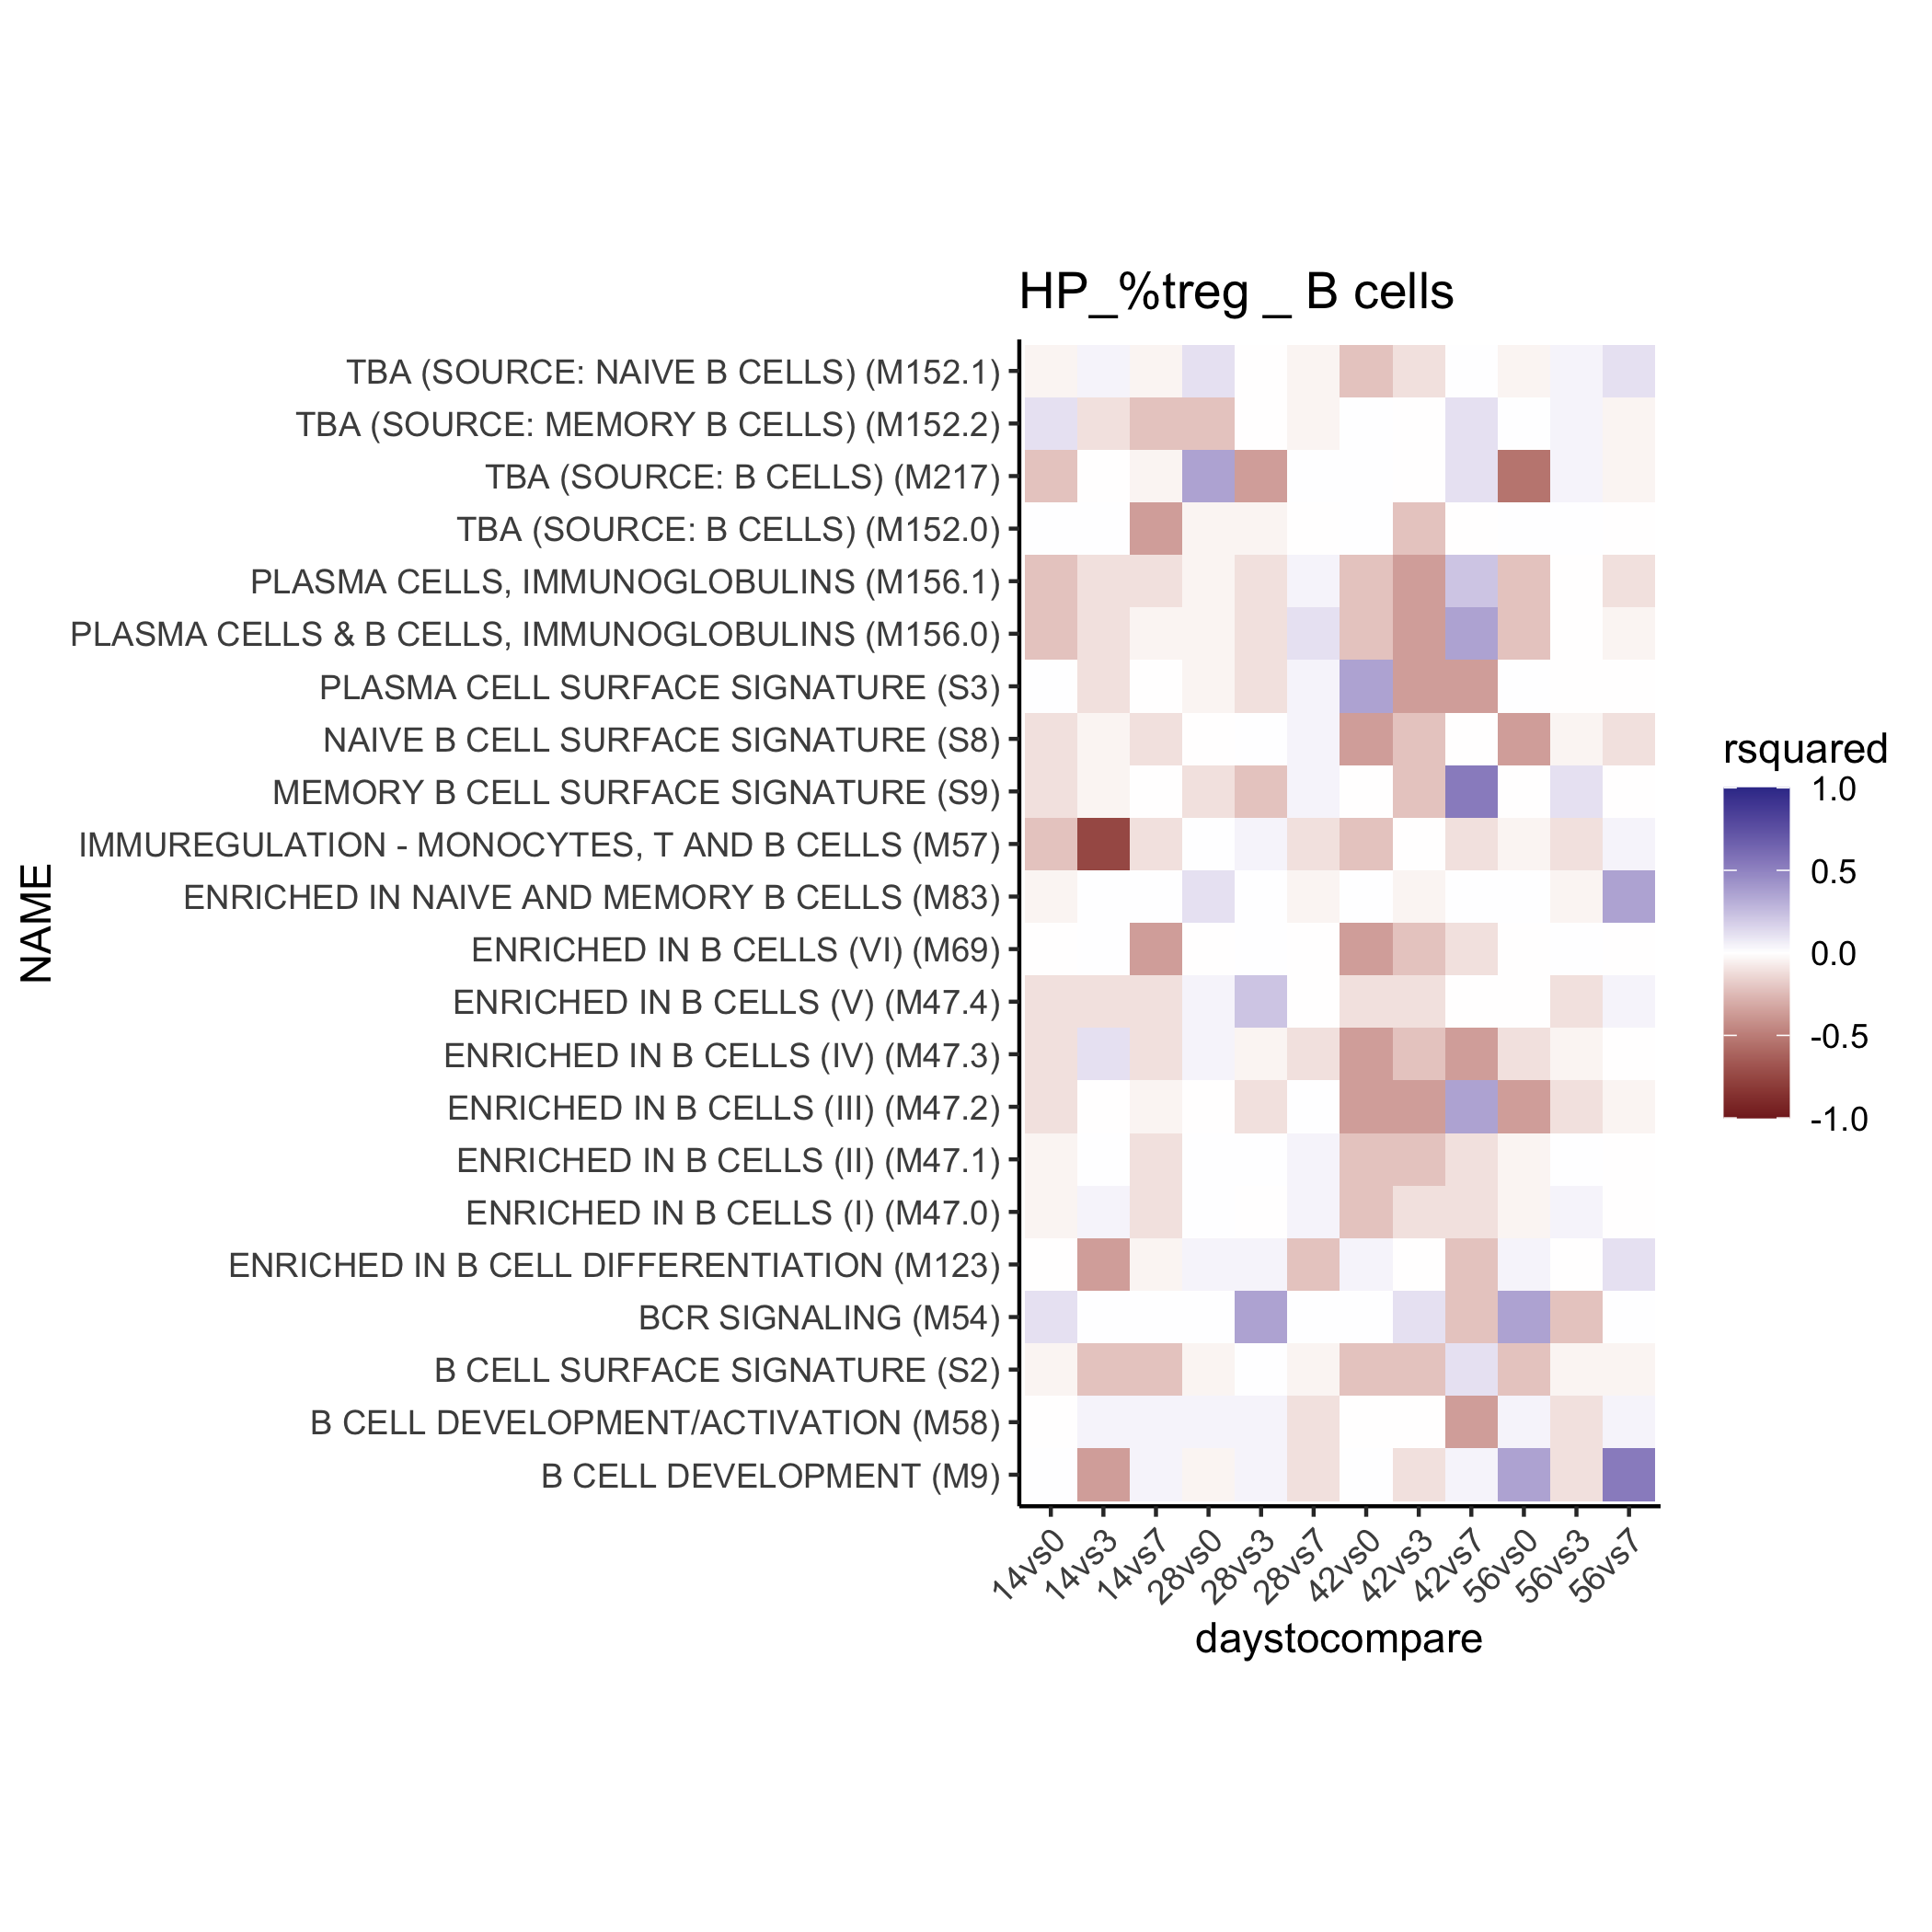 HP_%treg _ B cells
NAME
TBA (SOURCE: NAIVE B CELLS) (M152.1)
TBA (SOURCE: MEMORY B CELLS) (M152.2)
TBA (SOURCE: B CELLS) (M217)
TBA (SOURCE: B CELLS) (M152.0)
PLASMA CELLS, IMMUNOGLOBULINS (M156.1)
PLASMA CELLS & B CELLS, IMMUNOGLOBULINS (M156.0)
PLASMA CELL SURFACE SIGNATURE (S3)
NAIVE B CELL SURFACE SIGNATURE (S8)
MEMORY B CELL SURFACE SIGNATURE (S9)
IMMUREGULATION - MONOCYTES, T AND B CELLS (M57)
ENRICHED IN NAIVE AND MEMORY B CELLS (M83)
ENRICHED IN B CELLS (VI) (M69)
ENRICHED IN B CELLS (V) (M47.4)
ENRICHED IN B CELLS (IV) (M47.3)
ENRICHED IN B CELLS (III) (M47.2)
ENRICHED IN B CELLS (II) (M47.1)
ENRICHED IN B CELLS (I) (M47.0)
ENRICHED IN B CELL DIFFERENTIATION (M123)
BCR SIGNALING (M54)
B CELL SURFACE SIGNATURE (S2)
B CELL DEVELOPMENT/ACTIVATION (M58)
B CELL DEVELOPMENT (M9)
14vs0
14vs3
14vs7
28vs0
28vs3
28vs7
42vs0
42vs3
42vs7
56vs0
56vs3
56vs7
daystocompare
rsquared
1.0
0.5
0.0
-0.5
-1.0